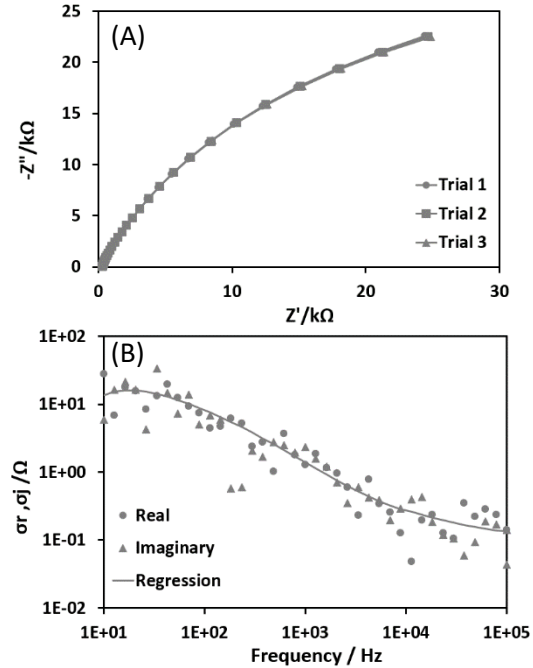 (A)
25
20
15
10
5
0
-Z"/kΩ
Trial 1
Trial 2
Trial 3
0 10 20 30
Z'/kΩ
(B)
1E+02
1E+01
1E+00
1E-01
1E-02
σr ,σj /Ω
Real
Imaginary
Regression
1E+01 1E+02 1E+03 1E+04 1E+05
Frequency / Hz